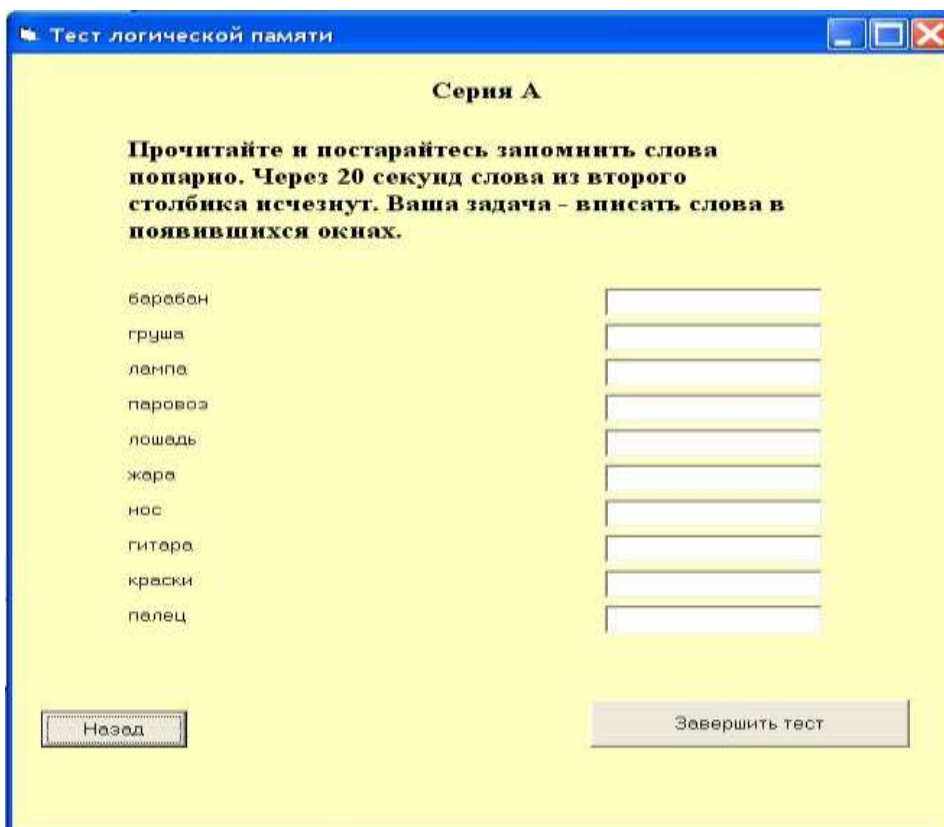 Тест логической памяти
Серия А
Прочитайте и постарайтесь запомнить слова
попарно. Через 20 секунд слова из второго
столбика исчезнут. Ваша задача - вписать слова в
появившихся окнах.
барабан
груша
лампа
паровоз
лошадь
жара
нос
гитара
краски
палец
Назад
Завершить тест